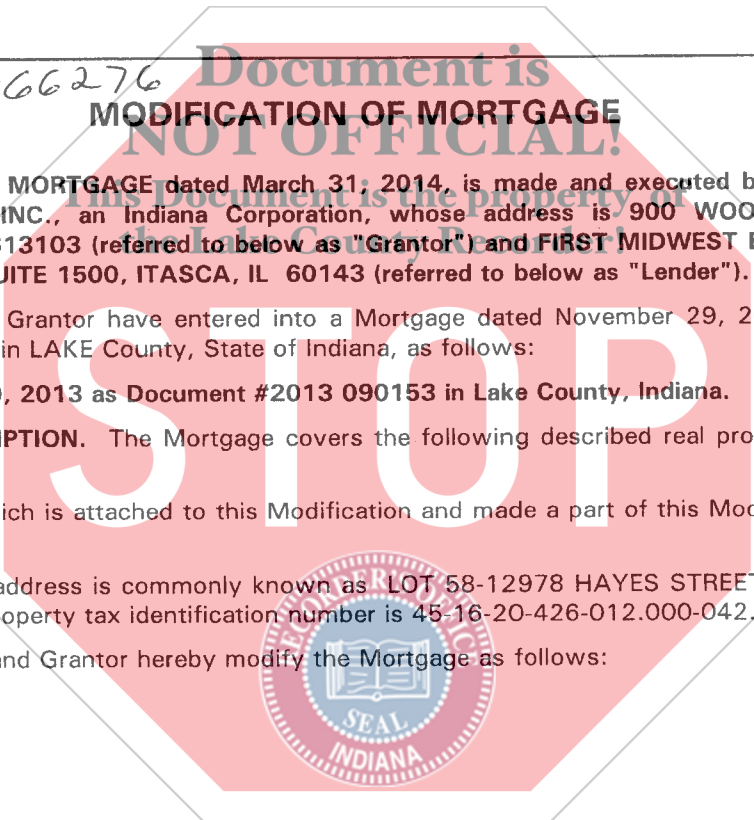 66276
Document is
MODIFICATION OF MORTGAGE
NOT OFFICIAL!
MORTGAGE dated March 31, 2014, is made and executed b
This Document is the property of
INC., an Indiana Corporation, whose address is 900 WOO
the Lake County Recorder!
613103 (referred to below as "Grantor") and FIRST MIDWEST
UITE 1500, ITASCA, IL 60143 (referred to below as "Lender").
Grantor have entered into a Mortgage dated November 29, 2
in LAKE County, State of Indiana, as follows:
, 2013 as Document #2013 090153 in Lake County, Indiana.
IPTION. The Mortgage covers the following described real pro
STOP
ich is attached to this Modification and made a part of this Mod
address is commonly known as LOT 58-12978 HAYES STREET
operty tax identification number is 45-16-20-426-012.000-042.
and Grantor hereby modify the Mortgage as follows:
SEAL
INDIANA